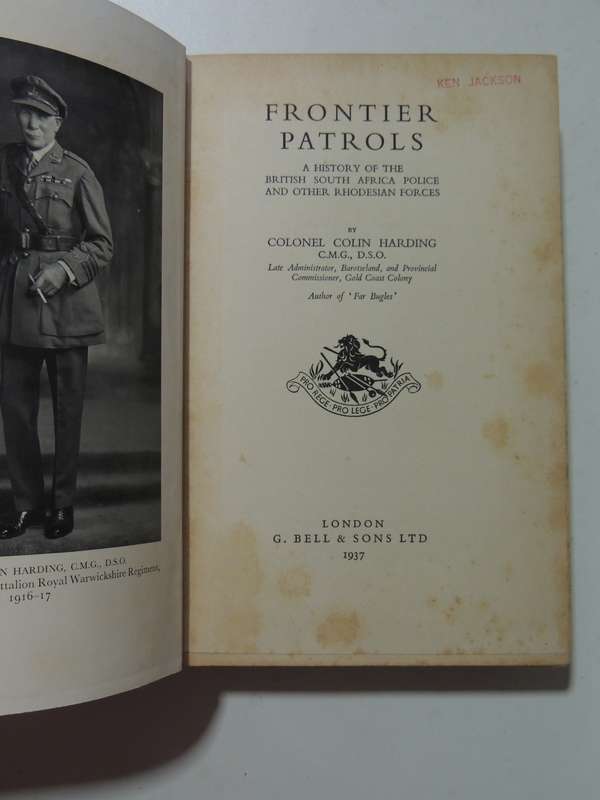 KEN JACKSON
FRONTIER
PATROLS
A HISTORY OF THE
BRITISH SOUTH AFRICA POLICE
AND OTHER RHODESIAN FORCES
BY
COLONEL COLIN HARDING
C.M.G., D.S.O.
Late Administrator, Barotseland, and Provincial
Commissioner, Gold Coast Colony
Author of 'Far Bugles'
PRO REGE · PRO LEGE · PRO PATRIA
LONDON
G. BELL & SONS LTD
1937
N HARDING, C.M.G., D.S.O.
ttalion Royal Warwickshire Regiment,
1916-17